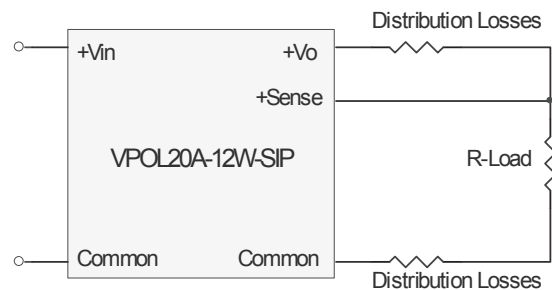 Distribution Losses
+Vin
+Vo
+Sense
VPOL20A-12W-SIP
R-Load
Common
Common
Distribution Losses